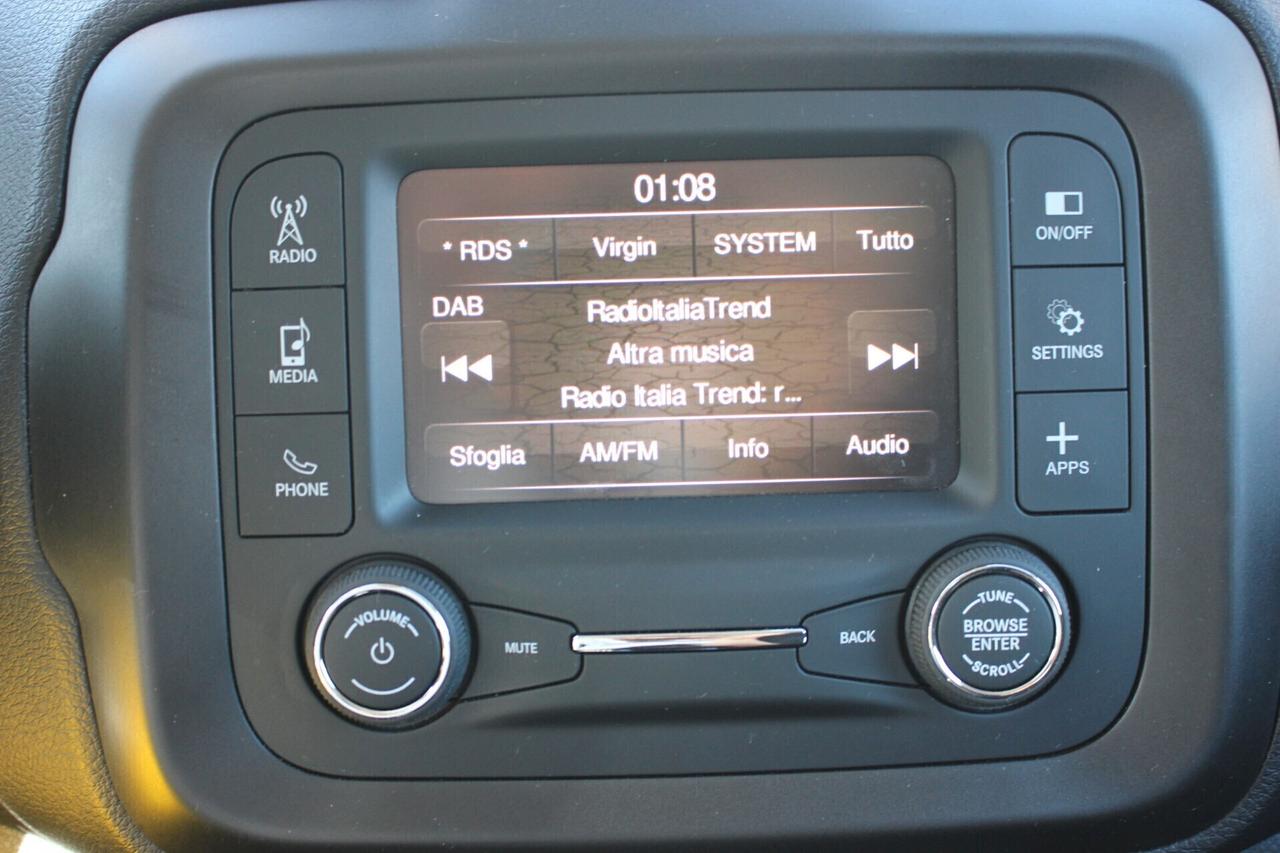 01:08
* RDS * Virgin SYSTEM Tutto
DAB
RadioItaliaTrend
Altra musica
Radio Italia Trend: r...
Sfoglia AM/FM Info Audio
RADIO
MEDIA
PHONE
ON/OFF
SETTINGS
APPS
VOLUME
MUTE
BACK
TUNE
BROWSE
ENTER
SCROLL